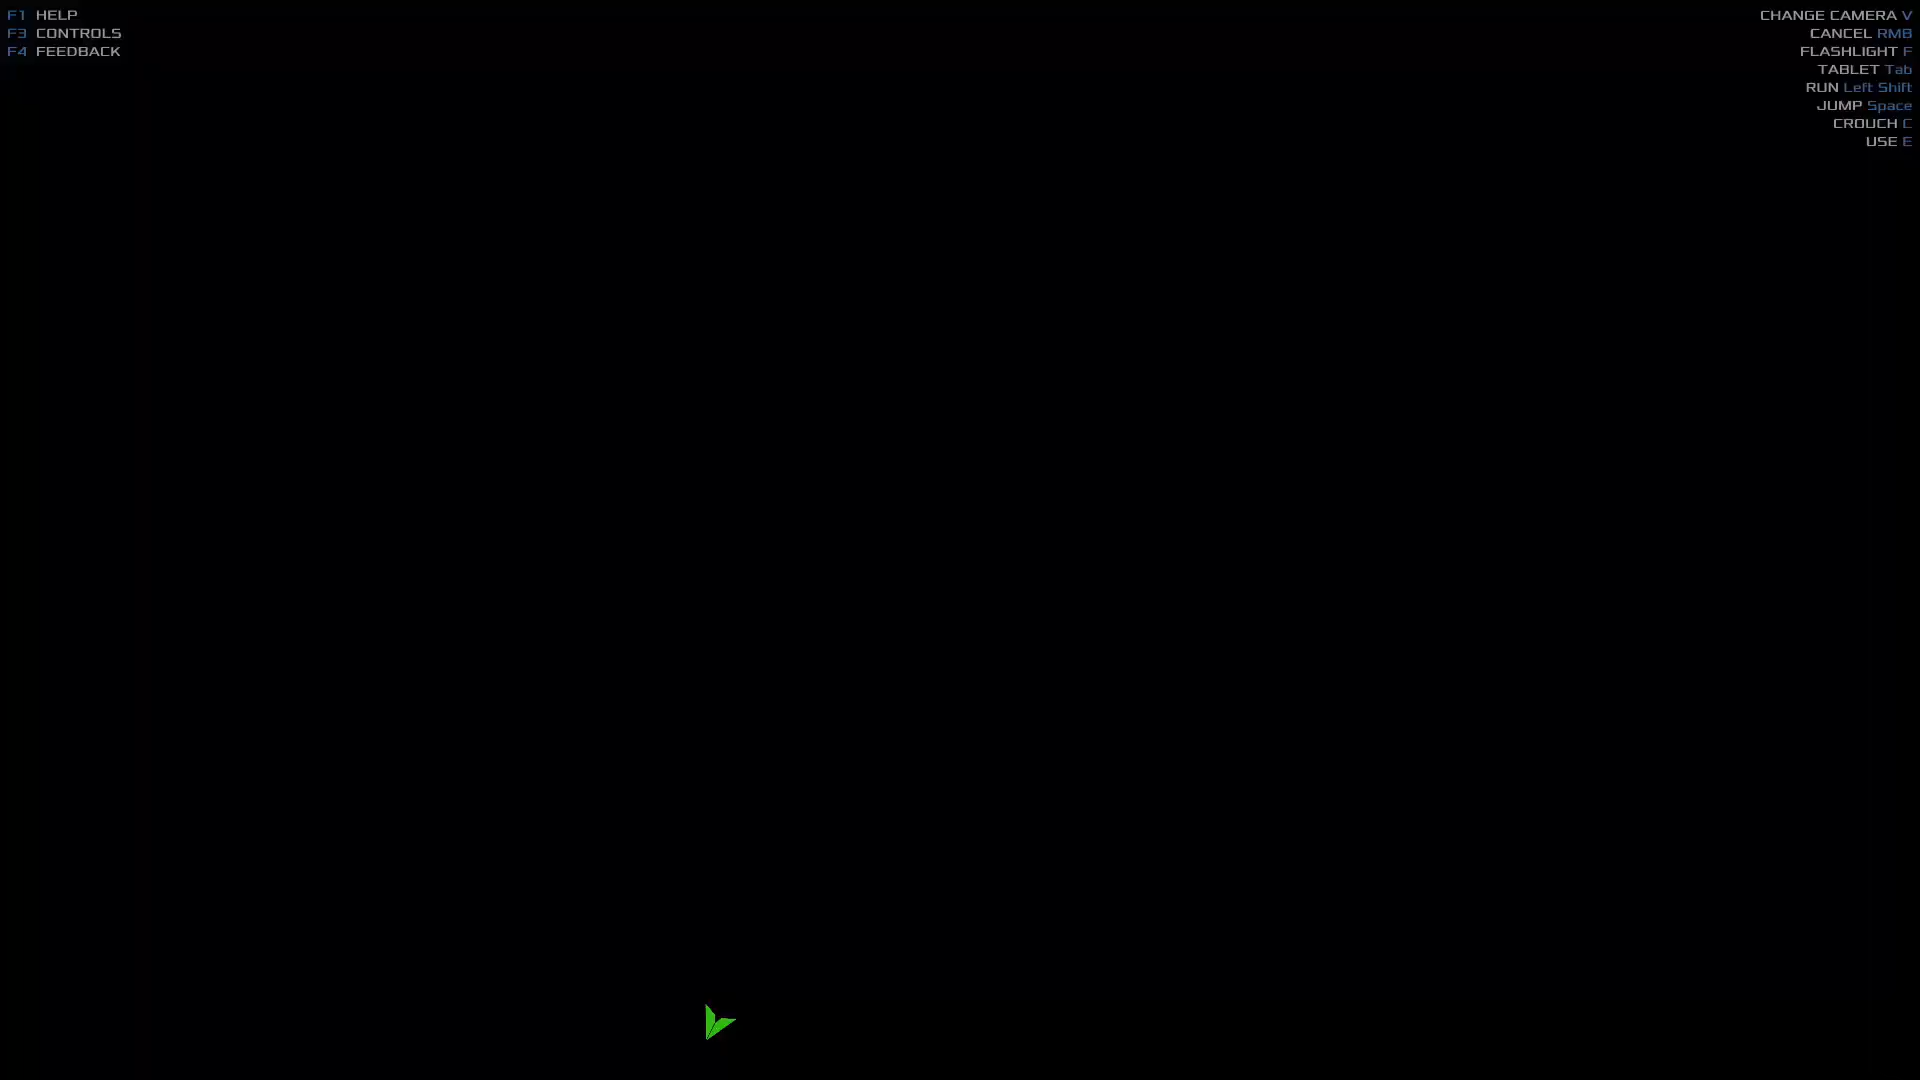 F1 HELP
F3 CONTROLS
F4 FEEDBACK
CHANGE CAMERA V
CANCEL RMB
FLASHLIGHT F
TABLET Tab
RUN Left Shift
JUMP Space
CROUCH C
USE E